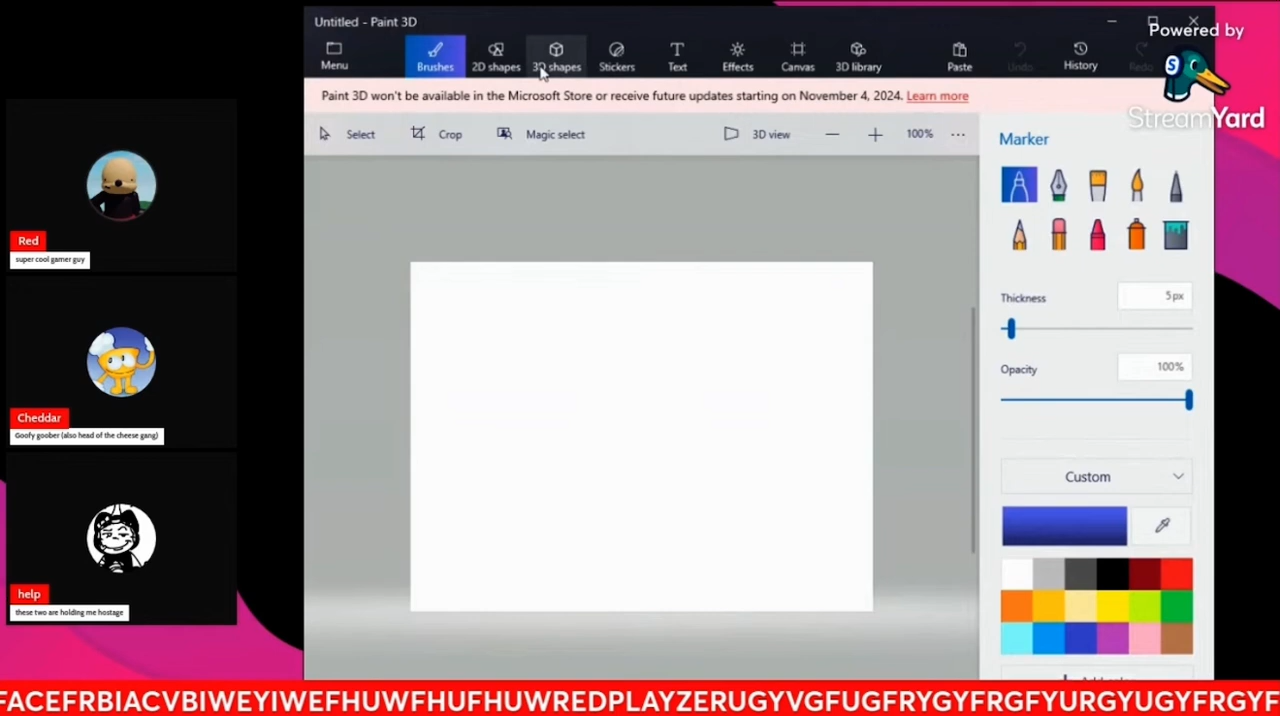 Untitled - Paint 3D
Powered by
StreamYard
Menu
Brushes
2D shapes
3D shapes
Stickers
Text
Effects
Canvas
3D library
Paste
Undo
History
Redo
Paint 3D won't be available in the Microsoft Store or receive future updates starting on November 4, 2024. Learn more
Select
Crop
Magic select
3D view
100%
Marker
Thickness
5px
Opacity
100%
Custom
Red
super cool gamer guy
Cheddar
Goofy goober (also head of the cheese gang)
help
these two are holding me hostage
FACEFRBIACVBIWEYIWEFHUWFHUFHUWREDPLAYZERUGYVGFUGFRYGYFRGFYURGYUGYFRGYF